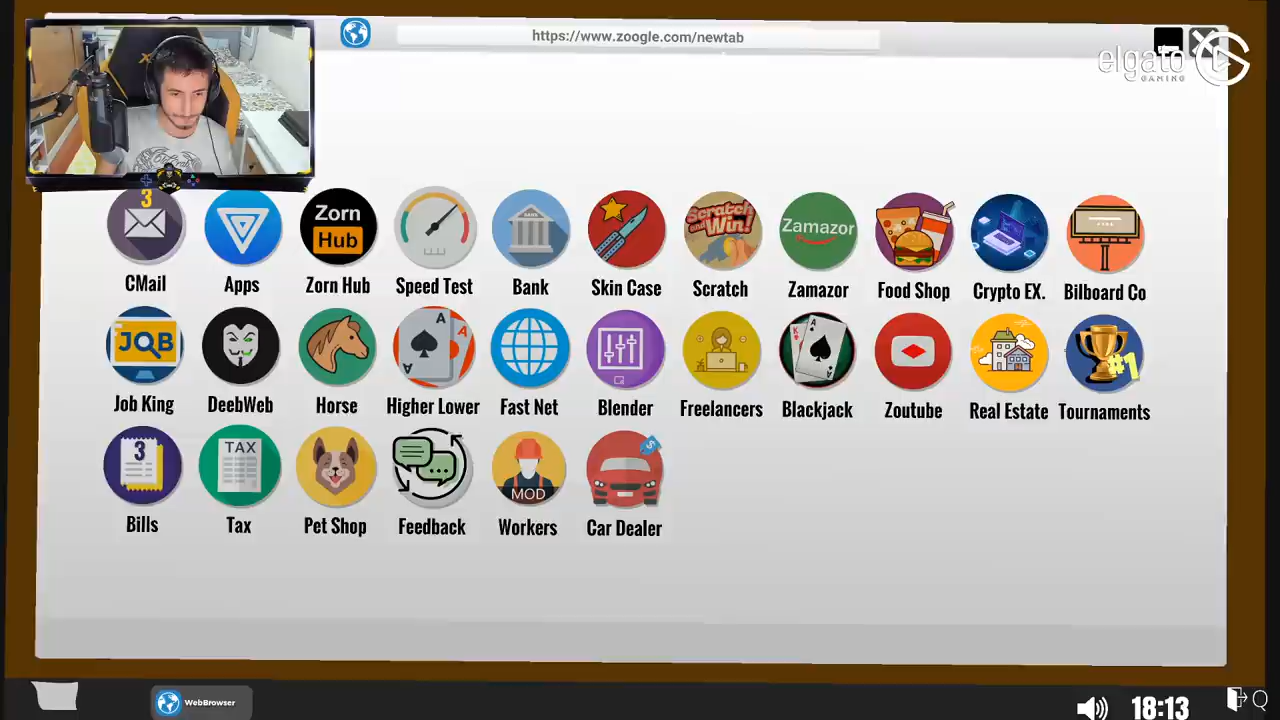 https://www.zoogle.com/newtab
elgato
GAMING
3
Zorn
Hub
BANK
Scratch
and Win!
Zamazor
CMail
Apps
Zorn Hub
Speed Test
Bank
Skin Case
Scratch
Zamazor
Food Shop
Crypto EX.
Bilboard Co
JOB
A
A
A
K
A
#1
Job King
DeebWeb
Horse
Higher Lower
Fast Net
Blender
Freelancers
Blackjack
Zoutube
Real Estate
Tournaments
3
TAX
MOD
$
Bills
Tax
Pet Shop
Feedback
Workers
Car Dealer
WebBrowser
18:13
Q